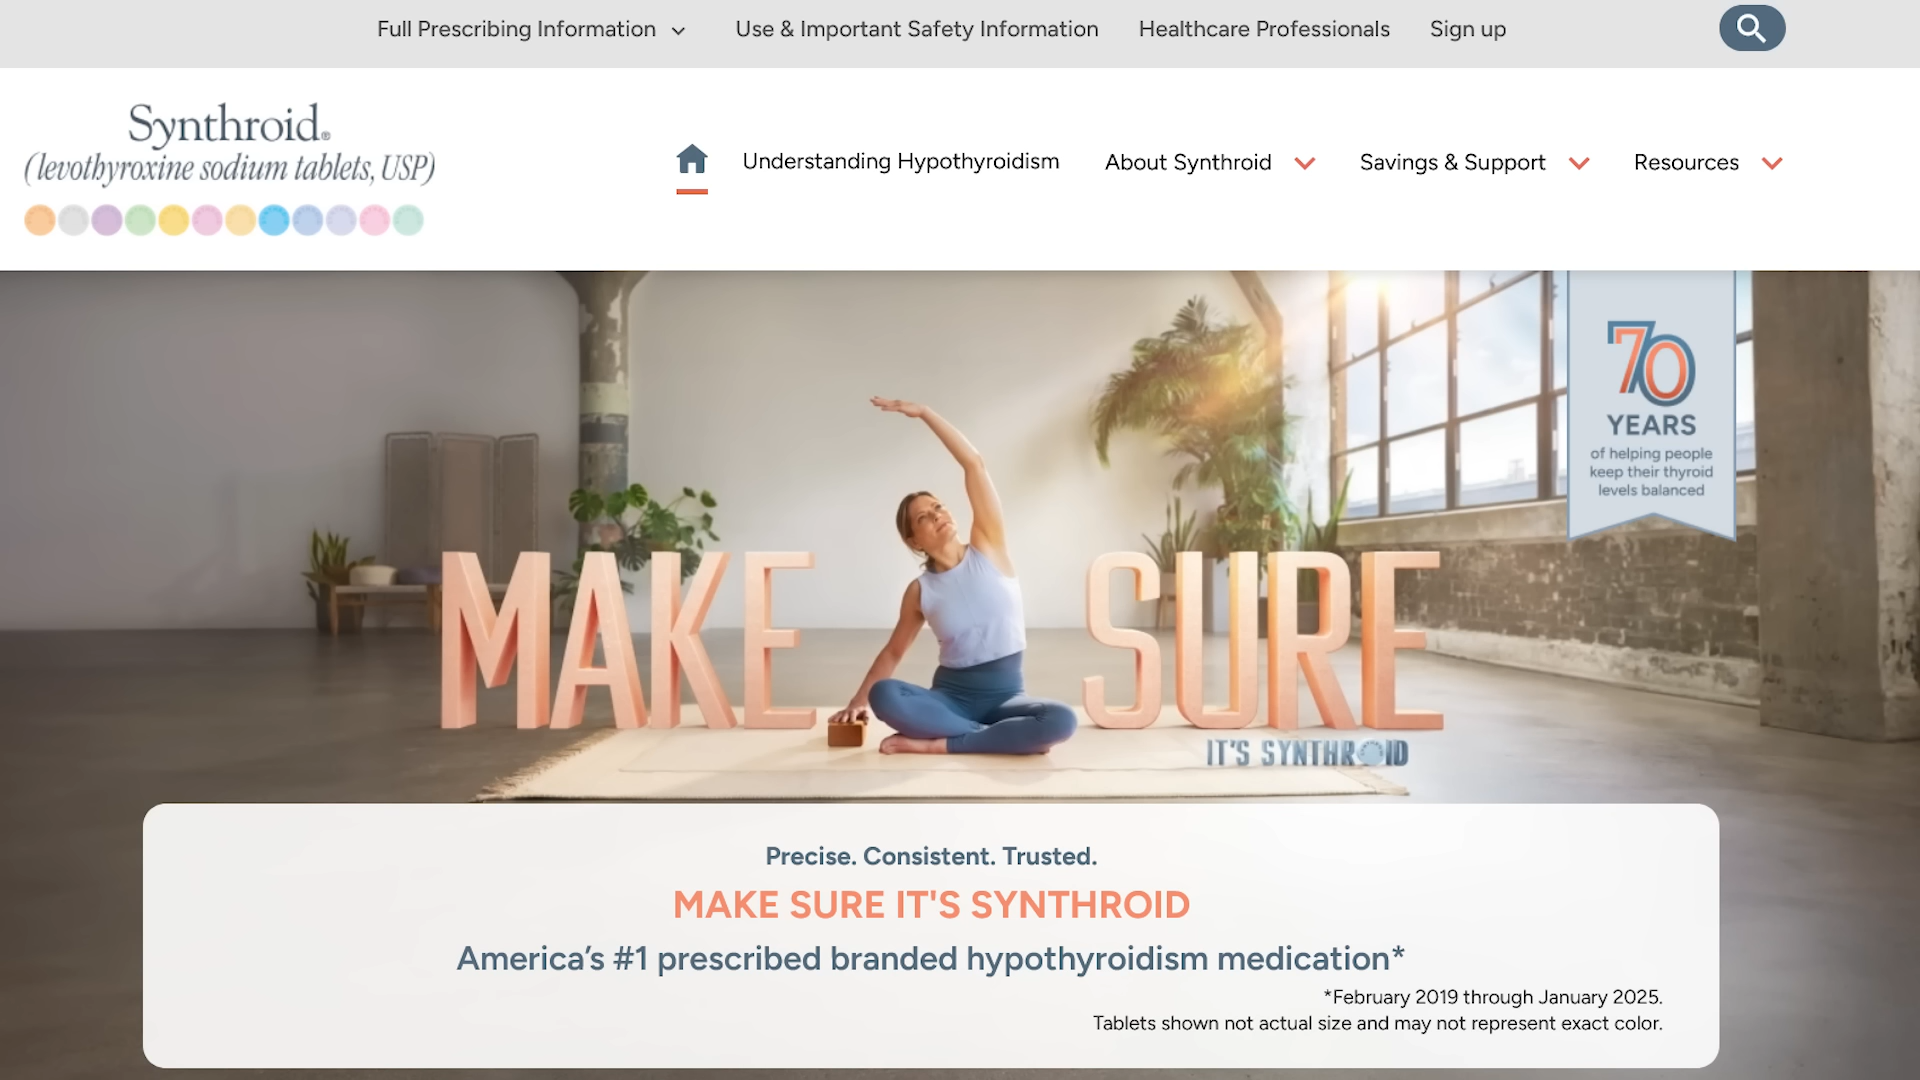 Full Prescribing Information
Use & Important Safety Information
Healthcare Professionals
Sign up
Synthroid®
(levothyroxine sodium tablets, USP)
Understanding Hypothyroidism
About Synthroid
Savings & Support
Resources
70
YEARS
of helping people
keep their thyroid
levels balanced
MAKE SURE
IT'S SYNTHROID
Precise. Consistent. Trusted.
MAKE SURE IT'S SYNTHROID
America’s #1 prescribed branded hypothyroidism medication*
*February 2019 through January 2025.
Tablets shown not actual size and may not represent exact color.